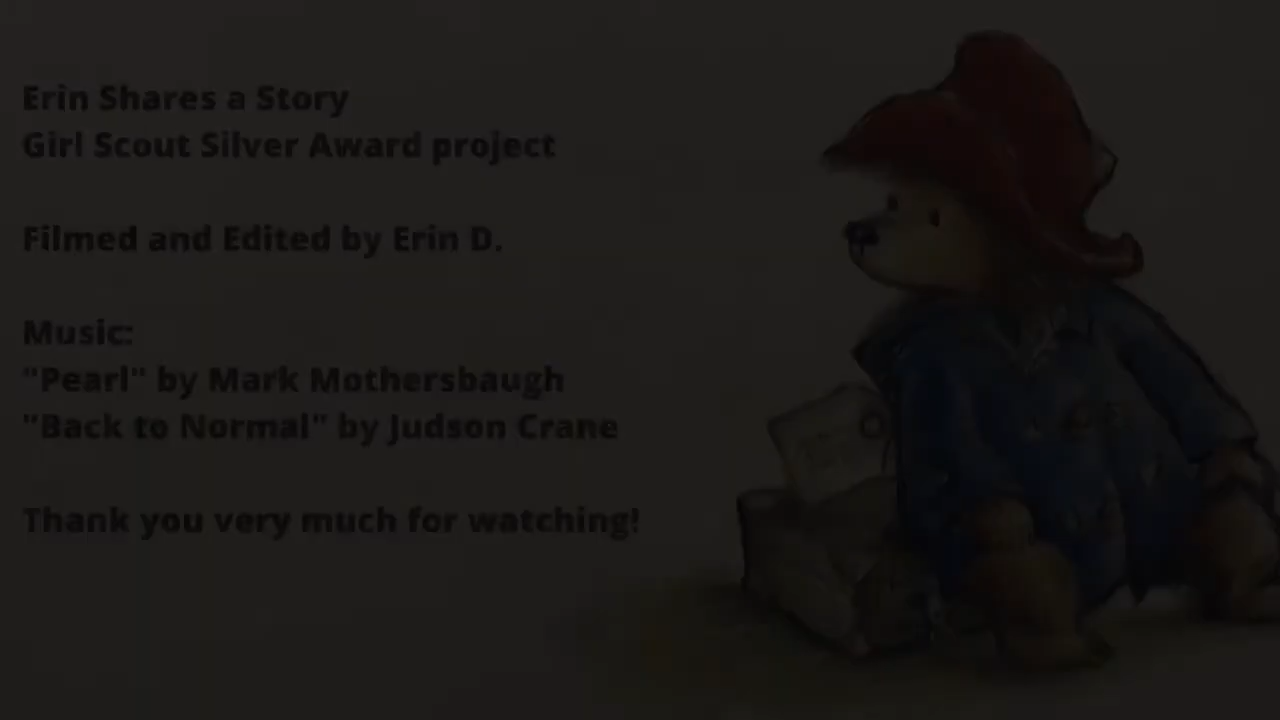 Erin Shares a Story
Girl Scout Silver Award project
Filmed and Edited by Erin D.
Music:
"Pearl" by Mark Mothersbaugh
"Back to Normal" by Judson Crane
Thank you very much for watching!